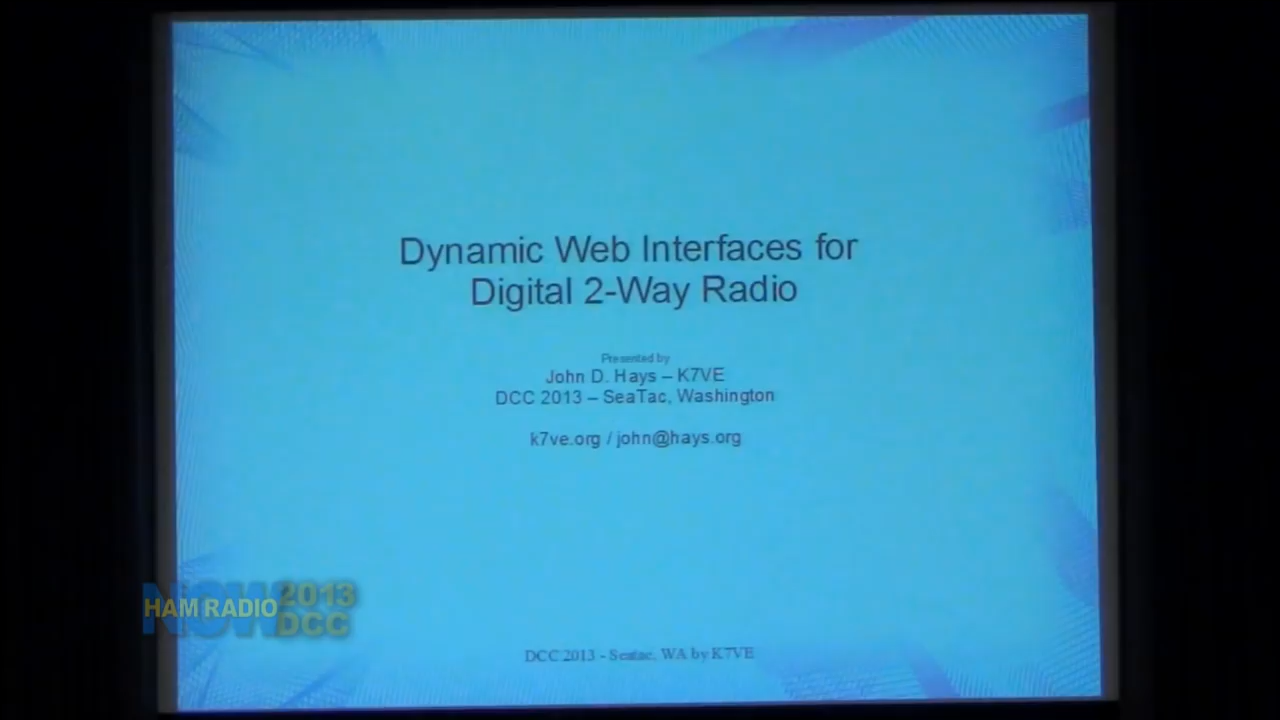 Dynamic Web Interfaces for
Digital 2-Way Radio
Presented by
John D. Hays – K7VE
DCC 2013 – SeaTac, Washington
k7ve.org / john@hays.org
NOW
HAM RADIO
2013
DCC
DCC 2013 - Seatac, WA by K7VE